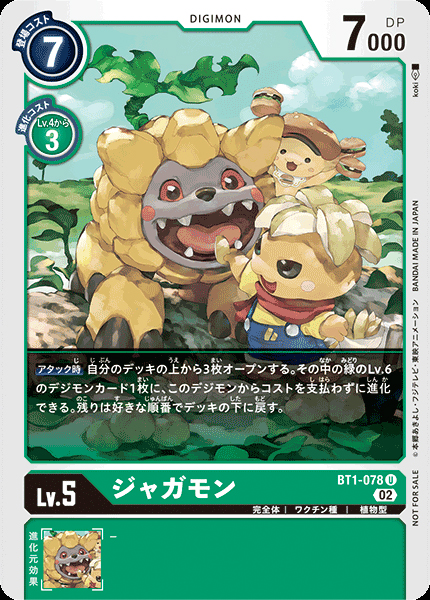 DIGIMON
登場コスト
7
7000 DP
進化コスト
Lv.4から
3
koki
アタック時 自分のデッキの上から3枚オープンする。その中の緑のLv.6
のデジモンカード1枚に、このデジモンからコストを支払わずに進化
できる。残りは好きな順番でデッキの下に戻す。
©本郷あきよし・フジテレビ・東映アニメーション BANDAI MADE IN JAPAN
NOT FOR SALE
BT1-078 U
Lv.5
ジャガモン
02
完全体 | ワクチン種 | 植物型
進化元効果
-